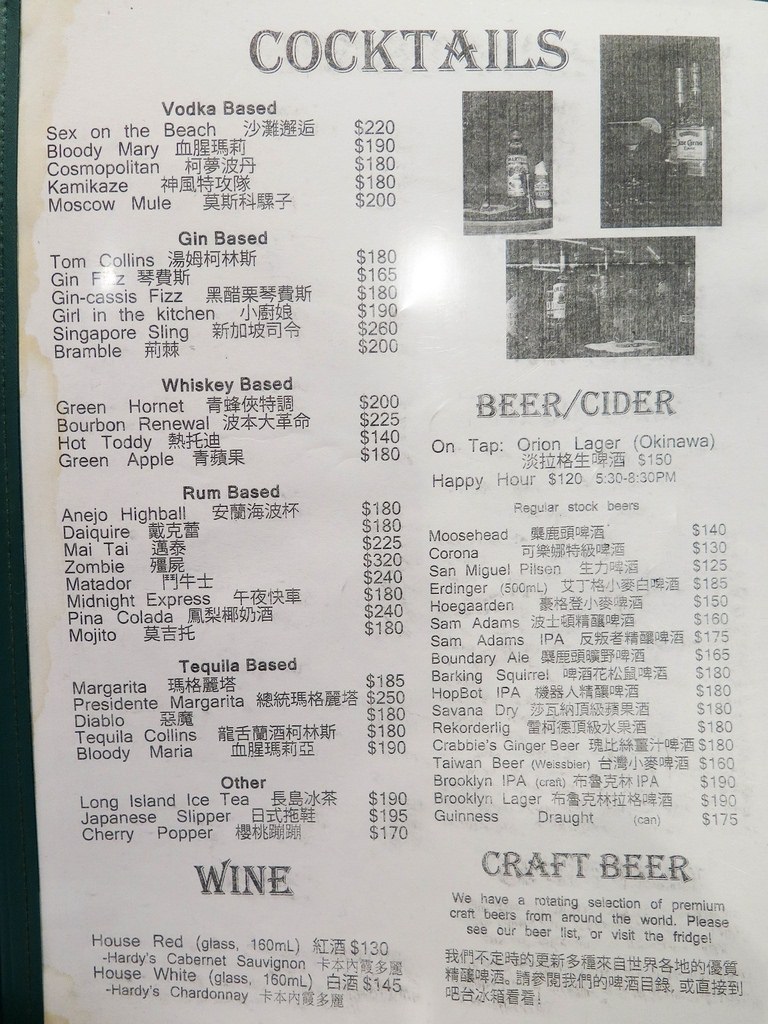 COCKTAILS
Vodka Based
Sex on the Beach 沙灘邂逅 $220
Bloody Mary 血腥瑪莉 $190
Cosmopolitan 柯夢波丹 $180
Kamikaze 神風特攻隊 $180
Moscow Mule 莫斯科騾子 $200
Gin Based
Tom Collins 湯姆柯林斯 $180
Gin Fizz 琴費斯 $165
Gin-cassis Fizz 黑醋栗琴費斯 $180
Girl in the kitchen 小廚娘 $190
Singapore Sling 新加坡司令 $260
Bramble 荊棘 $200
Whiskey Based
Green Hornet 青蜂俠特調 $200
Bourbon Renewal 波本大革命 $225
Hot Toddy 熱托迪 $140
Green Apple 青蘋果 $180
Rum Based
Anejo Highball 安蘭海波杯 $180
Daiquire 戴克蕾 $180
Mai Tai 邁泰 $225
Zombie 殭屍 $320
Matador 鬥牛士 $240
Midnight Express 午夜快車 $180
Pina Colada 鳳梨椰奶酒 $240
Mojito 莫吉托 $180
Tequila Based
Margarita 瑪格麗塔 $185
Presidente Margarita 總統瑪格麗塔 $250
Diablo 惡魔 $180
Tequila Collins 龍舌蘭酒柯林斯 $180
Bloody Maria 血腥瑪莉亞 $190
Other
Long Island Ice Tea 長島冰茶 $190
Japanese Slipper 日式拖鞋 $195
Cherry Popper 櫻桃蹦蹦 $170
WINE
House Red (glass, 160mL) 紅酒 $130
-Hardy's Cabernet Sauvignon 卡本內霞多麗
House White (glass, 160mL) 白酒 $145
-Hardy's Chardonnay 卡本內霞多麗
BEER/CIDER
On Tap: Orion Lager (Okinawa)
淡拉格生啤酒 $150
Happy Hour $120 5:30-8:30PM
Regular stock beers
Moosehead 麋鹿頭啤酒 $140
Corona 可樂娜特級啤酒 $130
San Miguel Pilsen 生力啤酒 $125
Erdinger (500mL) 艾丁格小麥白啤酒 $185
Hoegaarden 豪格登小麥啤酒 $150
Sam Adams 波士頓精釀啤酒 $160
Sam Adams IPA 反叛者精釀啤酒 $175
Boundary Ale 麋鹿頭曠野啤酒 $165
Barking Squirrel 啤酒花松鼠啤酒 $180
HopBot IPA 機器人精釀啤酒 $180
Savana Dry 莎瓦納頂級蘋果酒 $180
Rekorderlig 雷柯德頂級水果酒 $180
Crabbie's Ginger Beer 瑰比絲薑汁啤酒 $180
Taiwan Beer (Weissbier) 台灣小麥啤酒 $160
Brooklyn IPA (craft) 布魯克林 IPA $190
Brooklyn Lager 布魯克林拉格啤酒 $190
Guinness Draught (can) $175
CRAFT BEER
We have a rotating selection of premium
craft beers from around the world. Please
see our beer list, or visit the fridge!
我們不定時的更新多種來自世界各地的優質
精釀啤酒。請參閱我們的啤酒目錄, 或直接到
吧台冰箱看看!